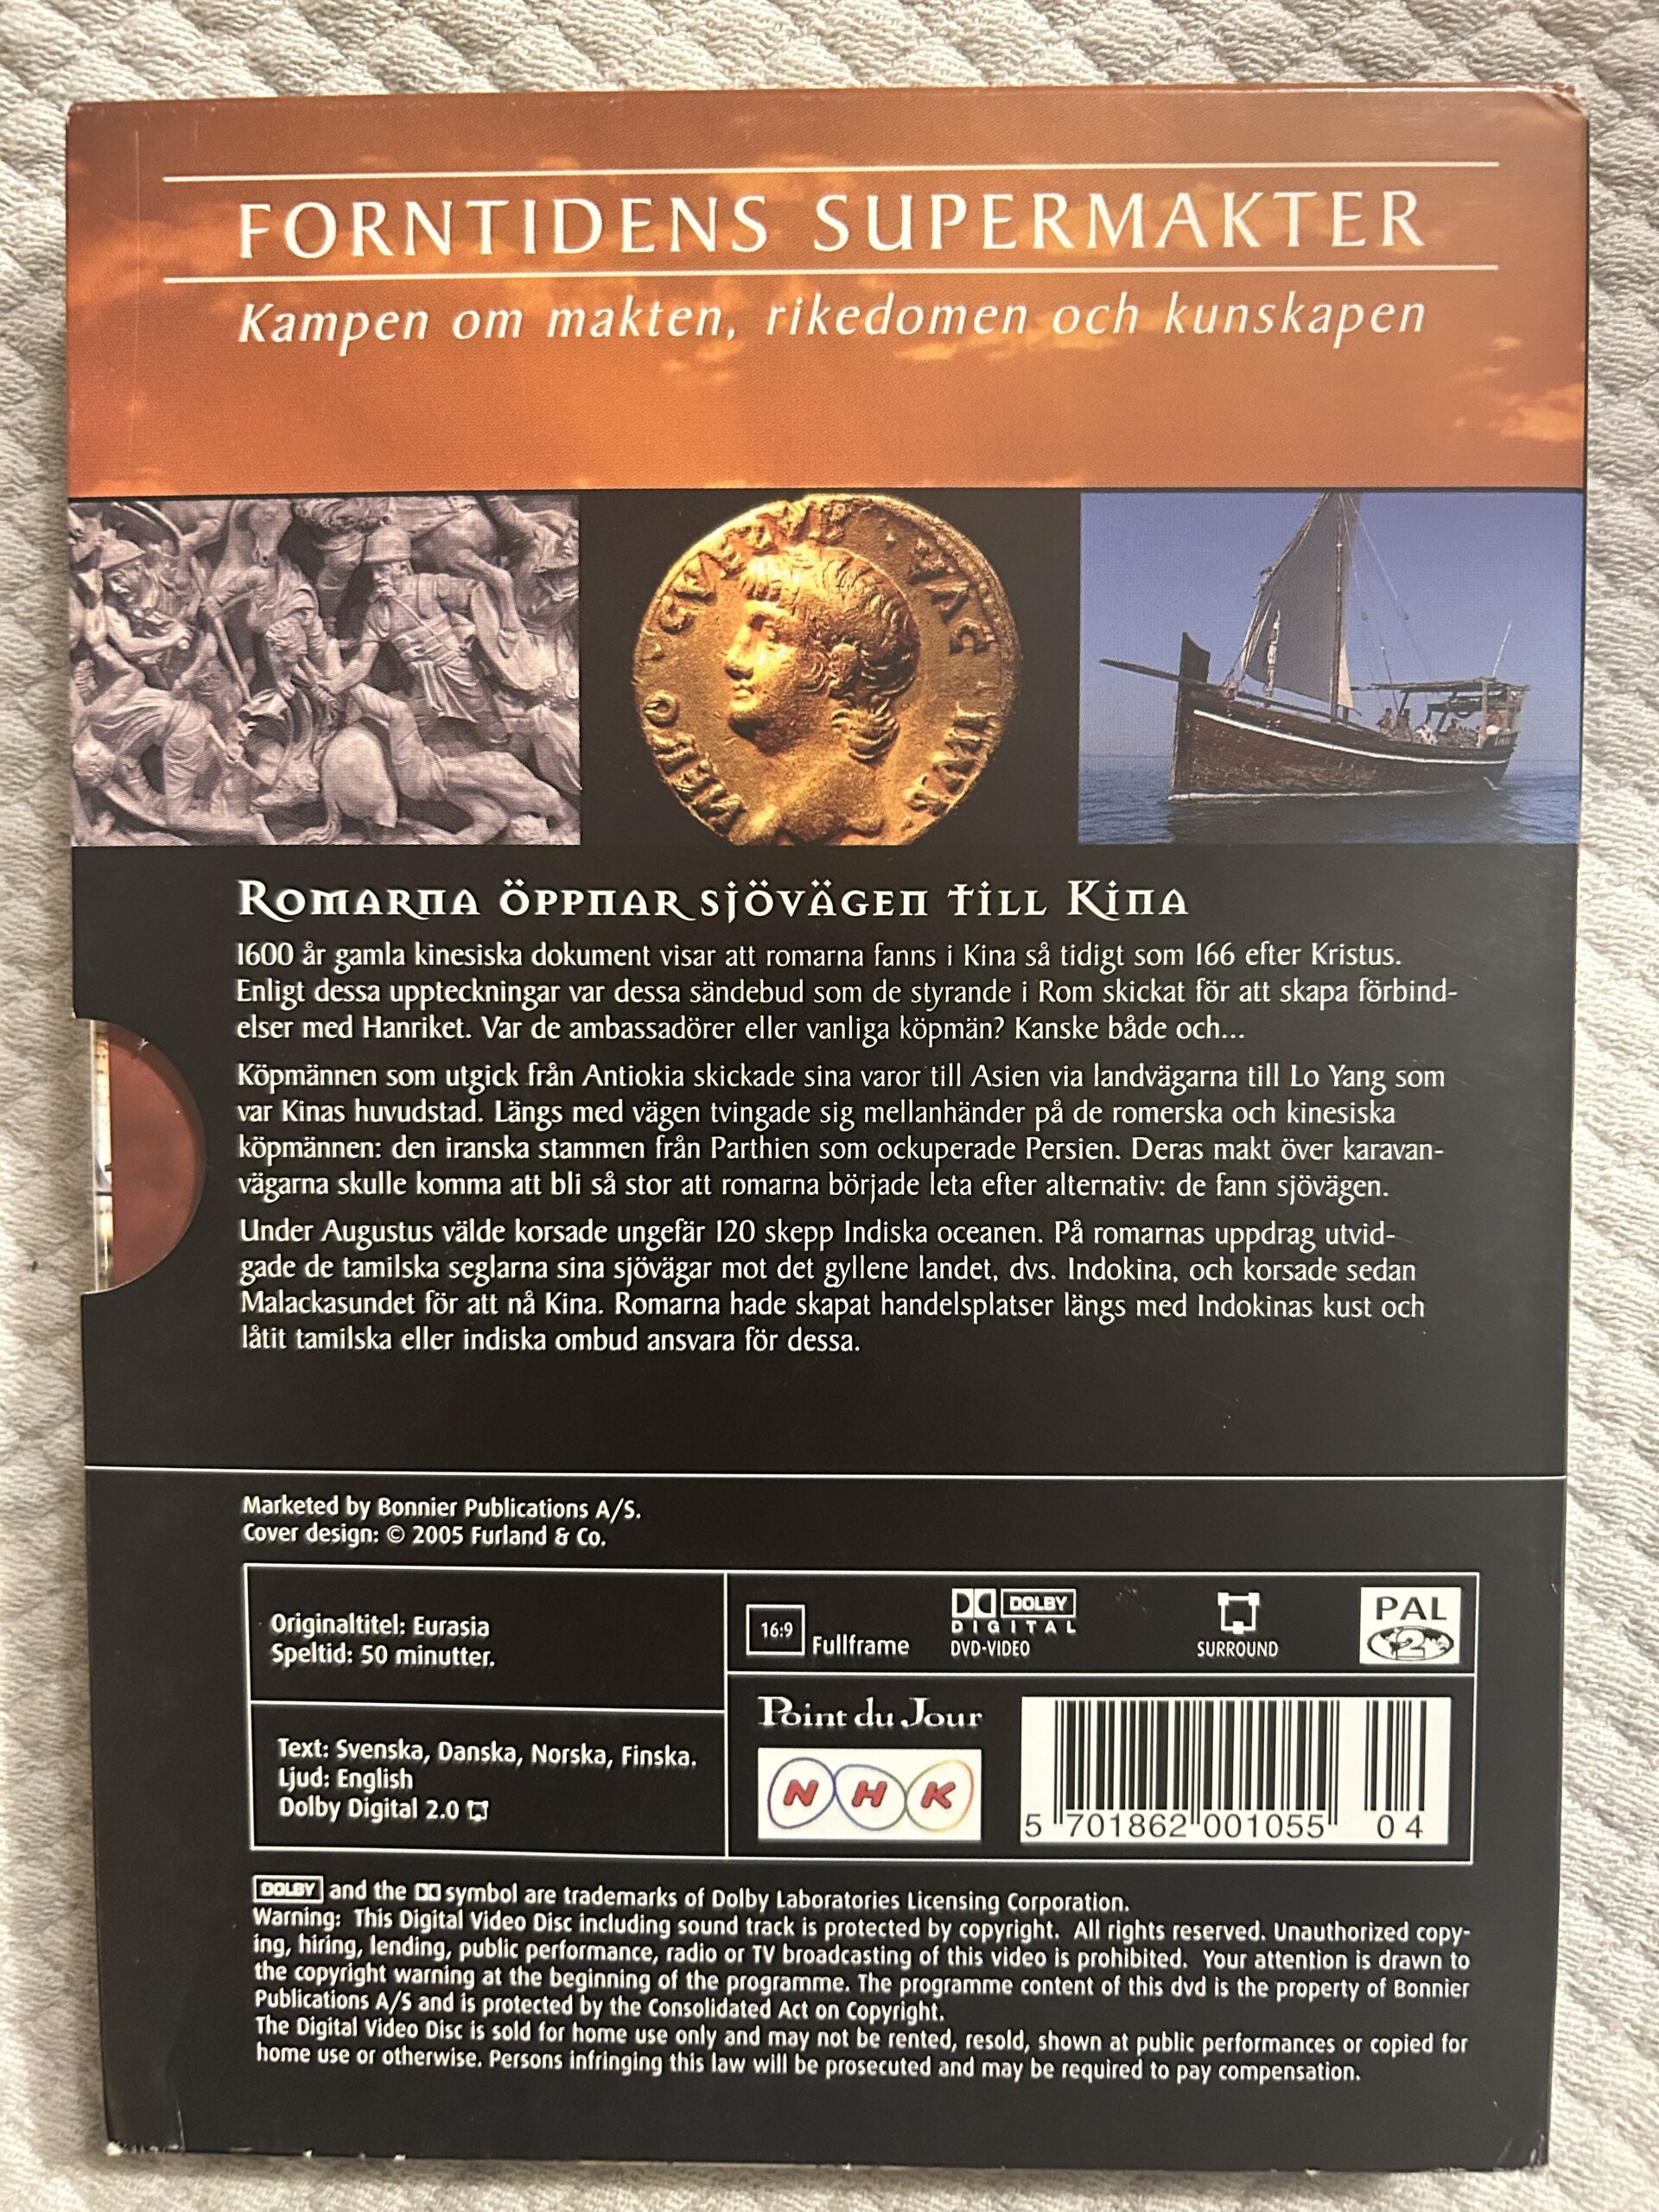 FORNTIDENS SUPERMAKTER
Kampen om makten, rikedomen och kunskapen
Romarna öppnar sjövägen till Kina
1600 år gamla kinesiska dokument visar att romarna fanns i Kina så tidigt som 166 efter Kristus.
Enligt dessa uppteckningar var dessa sändebud som de styrande i Rom skickat för att skapa förbind-
elser med Hanriket. Var de ambassadörer eller vanliga köpmän? Kanske både och...
Köpmännen som utgick från Antiokia skickade sina varor till Asien via landvägarna till Lo Yang som
var Kinas huvudstad. Längs med vägen tvingade sig mellanhänder på de romerska och kinesiska
köpmännen: den iranska stammen från Parthien som ockuperade Persien. Deras makt över karavan-
vägarna skulle komma att bli så stor att romarna började leta efter alternativ: de fann sjövägen.
Under Augustus välde korsade ungefär 120 skepp Indiska oceanen. På romarnas uppdrag utvid-
gade de tamilska seglarna sina sjövägar mot det gyllene landet, dvs. Indokina, och korsade sedan
Malackasundet för att nå Kina. Romarna hade skapat handelsplatser längs med Indokinas kust och
låtit tamilska eller indiska ombud ansvara för dessa.
Marketed by Bonnier Publications A/S.
Cover design: © 2005 Furland & Co.
Originaltitel: Eurasia
Speltid: 50 minutter.
16:9 Fullframe
DOLBY
DIGITAL
DVD-VIDEO
SURROUND
PAL
2
Text: Svenska, Danska, Norska, Finska.
Ljud: English
Dolby Digital 2.0
Point du Jour
NHK
5 701862 001055 04
DOLBY and the symbol are trademarks of Dolby Laboratories Licensing Corporation.
Warning: This Digital Video Disc including sound track is protected by copyright. All rights reserved. Unauthorized copy-
ing, hiring, lending, public performance, radio or TV broadcasting of this video is prohibited. Your attention is drawn to
the copyright warning at the beginning of the programme. The programme content of this dvd is the property of Bonnier
Publications A/S and is protected by the Consolidated Act on Copyright.
The Digital Video Disc is sold for home use only and may not be rented, resold, shown at public performances or copied for
home use or otherwise. Persons infringing this law will be prosecuted and may be required to pay compensation.